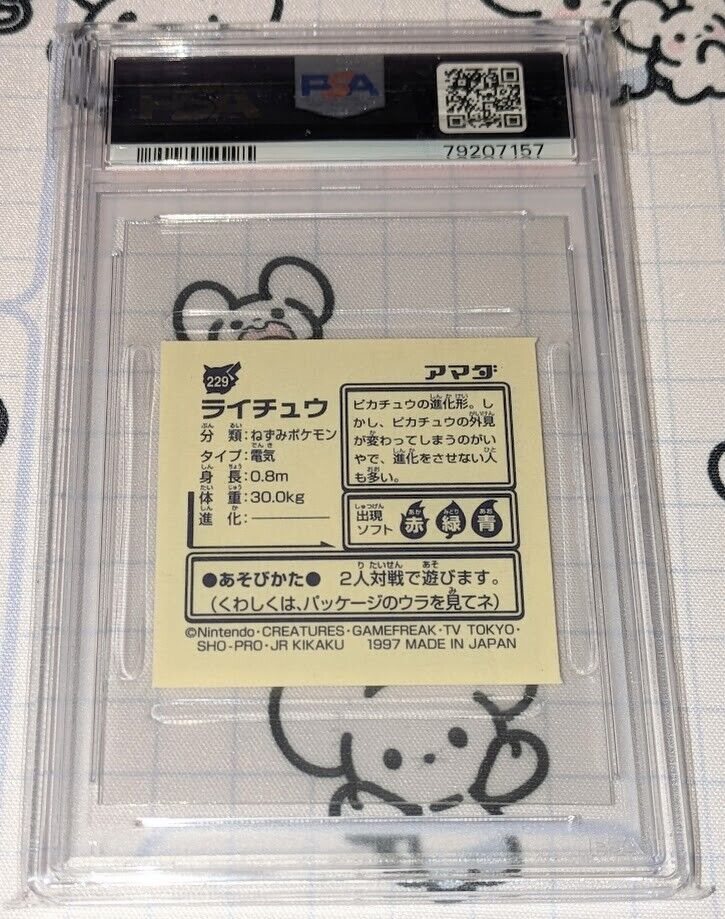 PSA
PSA
79207157
229
アマダ
ライチュウ
分類:ねずみポケモン
タイプ:電気
身長:0.8m
体重:30.0kg
進化:————
ピカチュウの進化形。し
かし、ピカチュウの外見
が変わってしまうのがい
やで、進化をさせない人
も多い。
出現
ソフト
赤 緑 青
●あそびかた● 2人対戦で遊びます。
(くわしくは、パッケージのウラを見てネ)
©Nintendo・CREATURES・GAMEFREAK・TV TOKYO・
SHO-PRO・JR KIKAKU 1997 MADE IN JAPAN